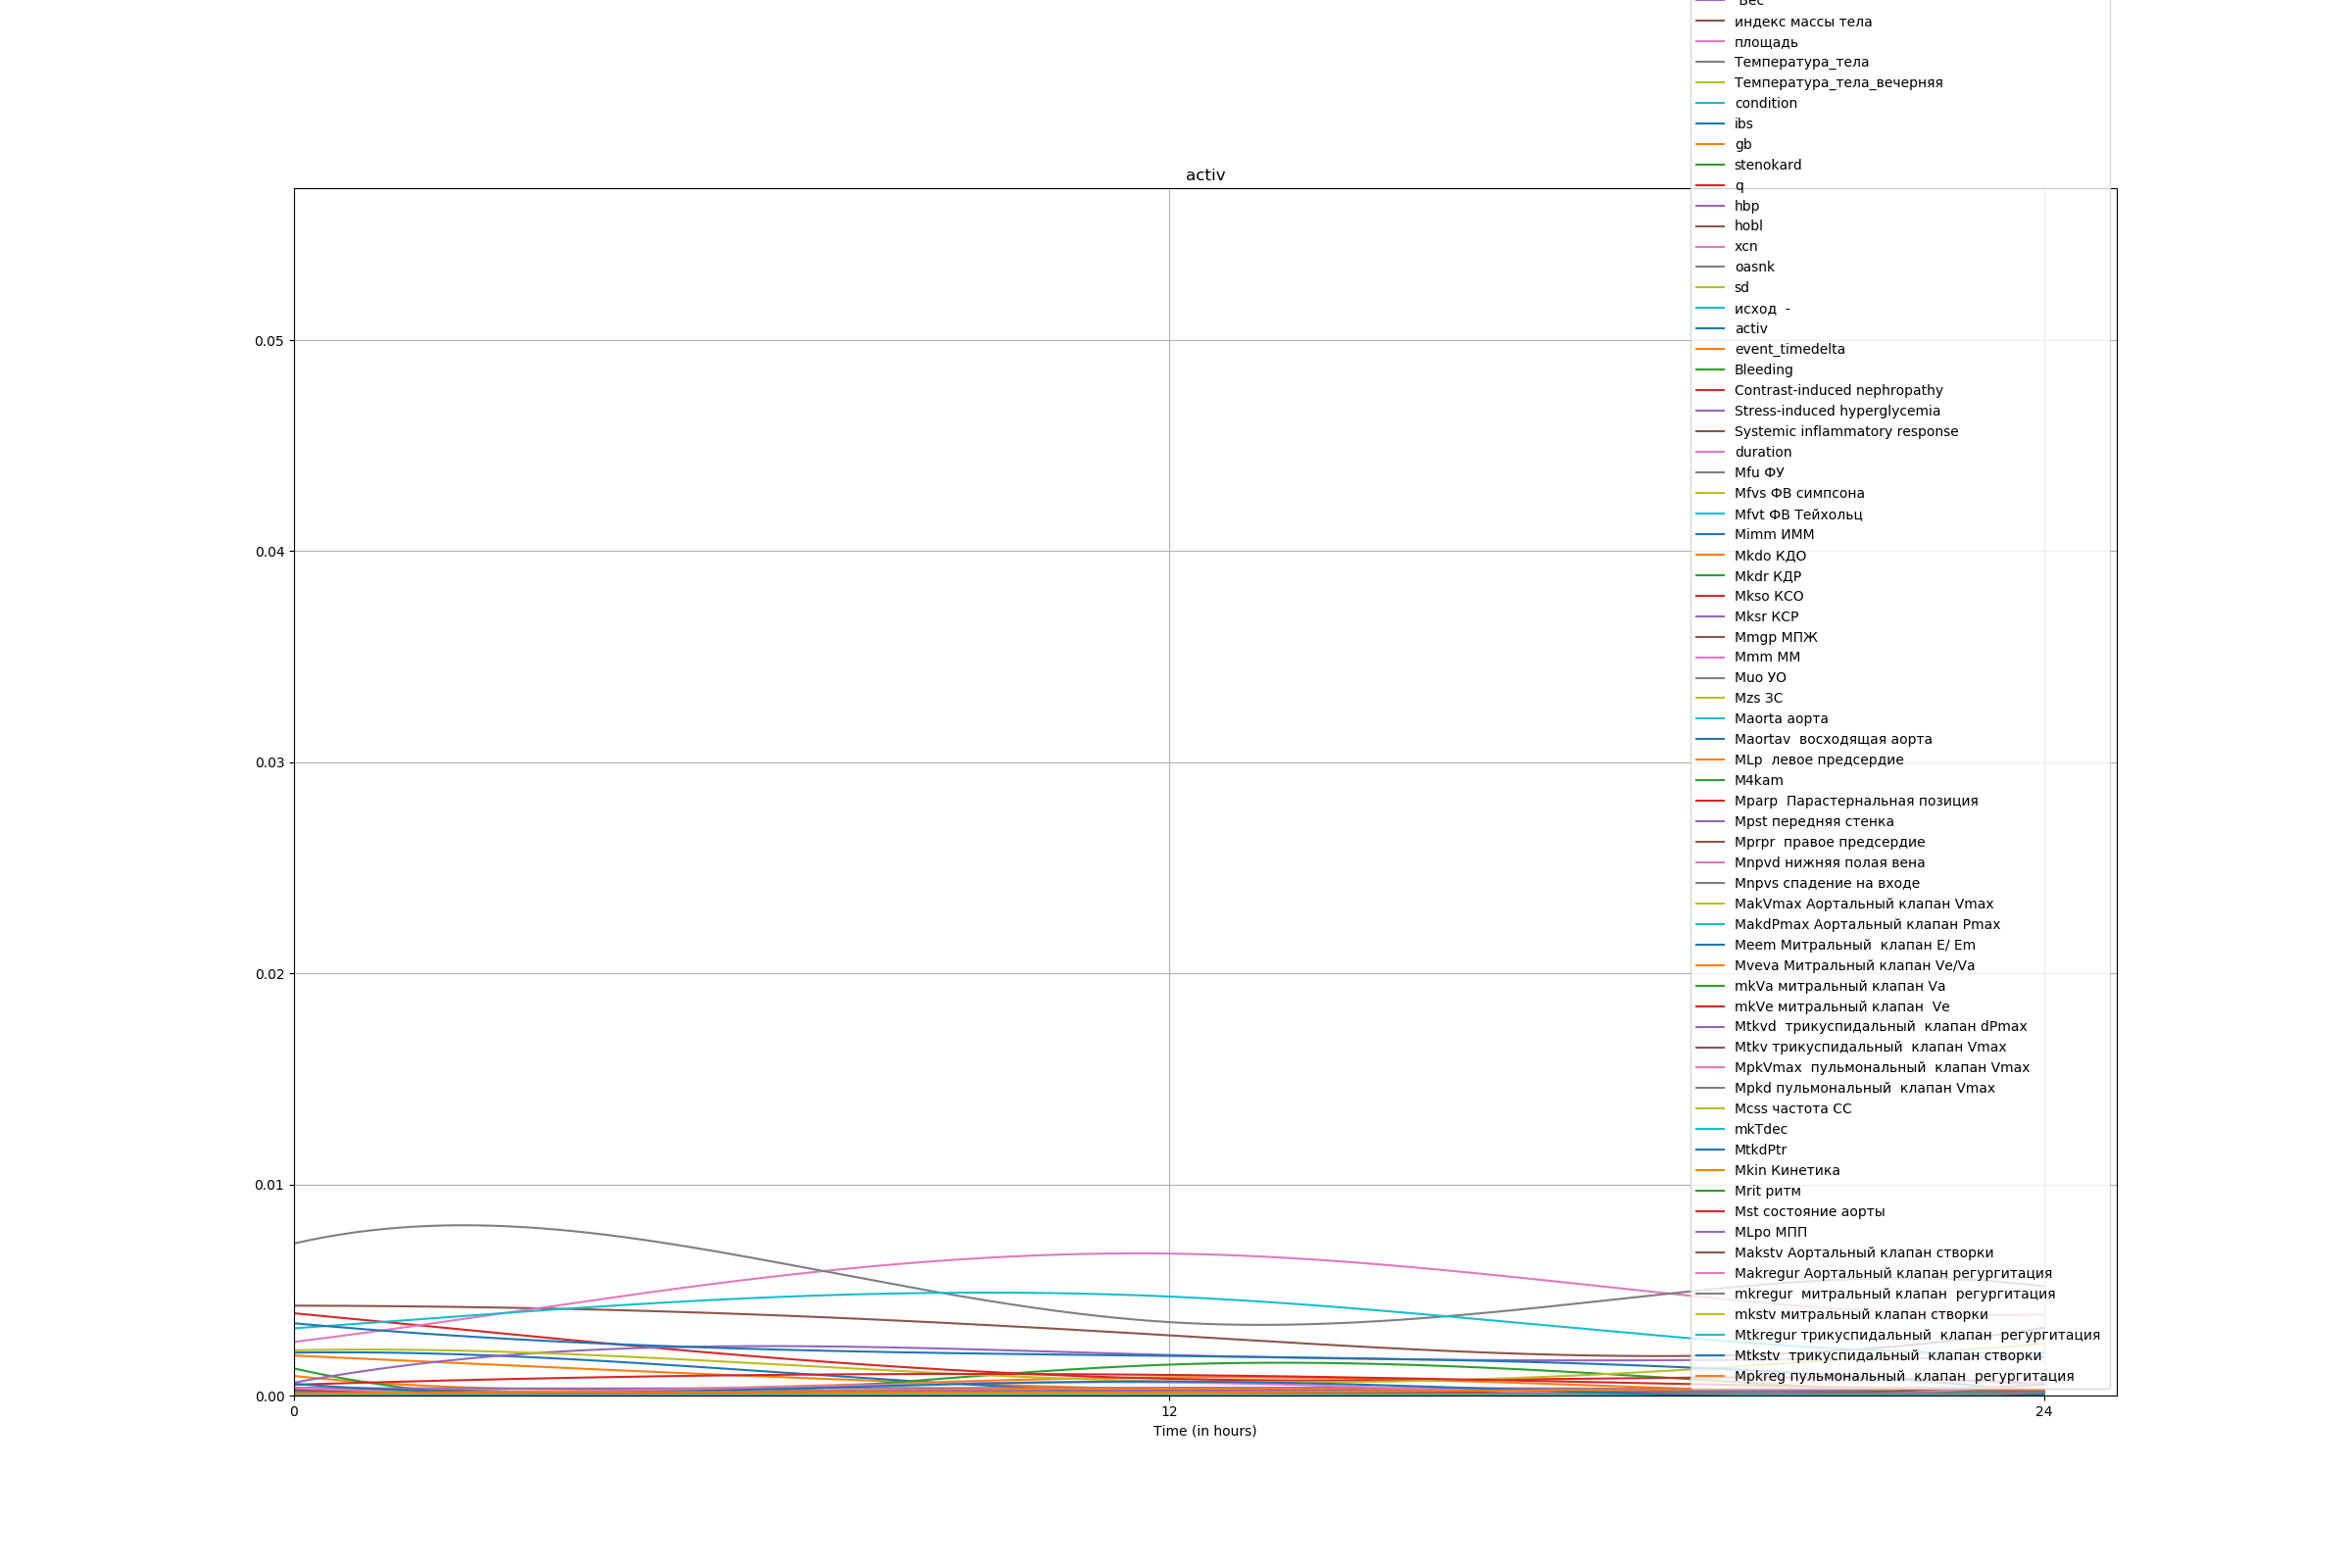 Вес
индекс массы тела
площадь
Температура_тела
Температура_тела_вечерняя
condition
ibs
gb
stenokard
activ
q
hbp
hobl
xcn
oasnk
sd
исход  -
activ
event_timedelta
Bleeding
Contrast-induced nephropathy
Stress-induced hyperglycemia
Systemic inflammatory response
duration
Mfu ФУ
Mfvs ФВ симпсона
Mfvt ФВ Тейхольц
Mimm ИММ
Mkdo КДО
Mkdr КДР
Mkso КСО
Mksr КСР
Mmgp МПЖ
Mmm ММ
Muo УО
Mzs ЗС
Maorta аорта
Maortav  восходящая аорта
MLp  левое предсердие
M4kam
Mparp  Парастернальная позиция
Mpst передняя стенка
Mprpr  правое предсердие
Mnpvd нижняя полая вена
Mnpvs спадение на входе
MakVmax Аортальный клапан Vmax
MakdPmax Аортальный клапан Pmax
Meem Митральный  клапан E/ Em
Mveva Митральный клапан Ve/Va
mkVa митральный клапан Va
mkVe митральный клапан  Ve
Mtkvd  трикуспидальный  клапан dPmax
Mtkv трикуспидальный  клапан Vmax
MpkVmax  пульмональный  клапан Vmax
Mpkd пульмональный  клапан Vmax
Mcss частота СС
mkTdec
MtkdPtr
Mkin Кинетика
Mrit ритм
Mst состояние аорты
MLpo МПП
Makstv Аортальный клапан створки
Makregur Аортальный клапан регургитация
mkregur  митральный клапан  регургитация
mkstv митральный клапан створки
Mtkregur трикуспидальный  клапан  регургитация
Mtkstv  трикуспидальный  клапан створки
Mpkreg пульмональный  клапан  регургитация
0.05
0.04
0.03
0.02
0.01
0.00
0
12
24
Time (in hours)